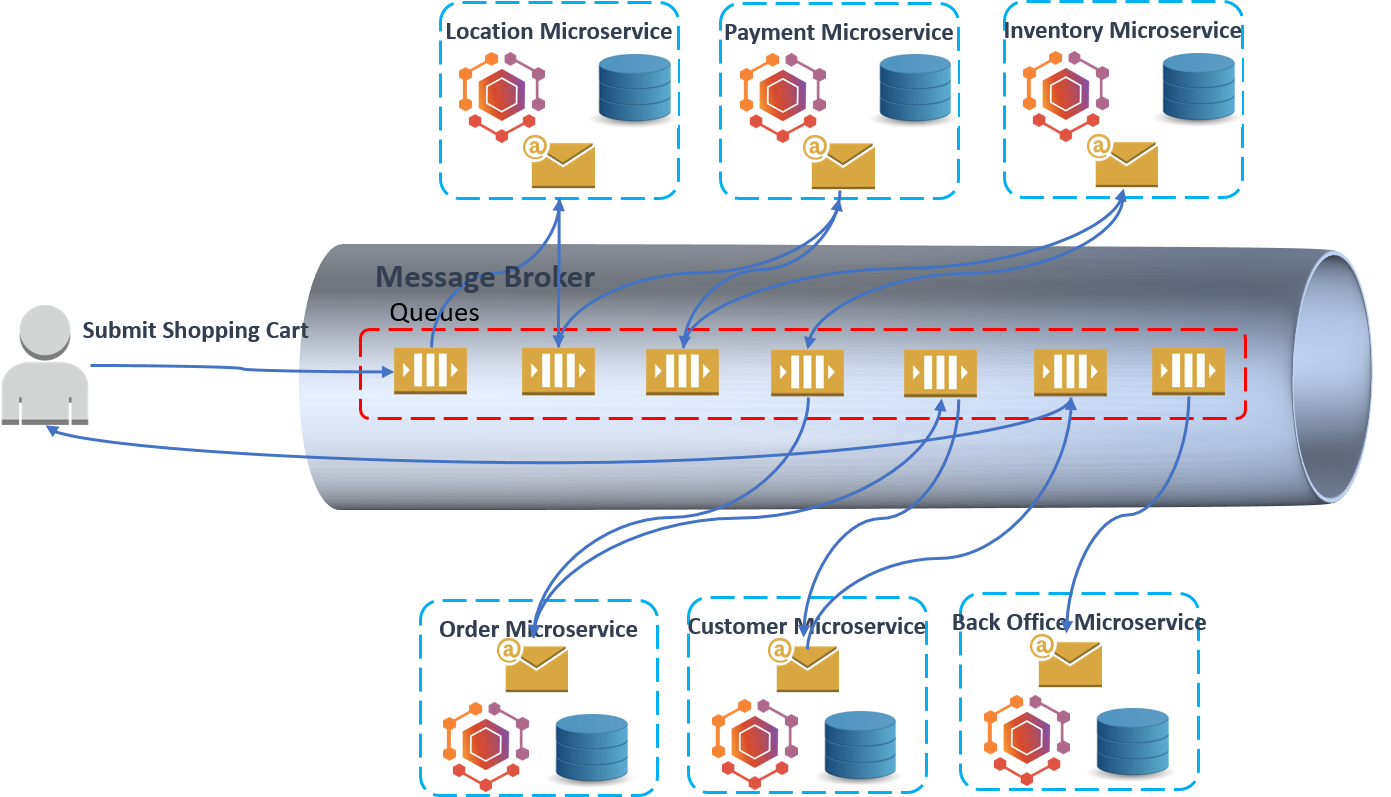 Location Microservice
Payment Microservice
Inventory Microservice
@
@
@
Message Broker
Queues
Submit Shopping Cart
Order Microservice
Customer Microservice
Back Office Microservice
@
@
@